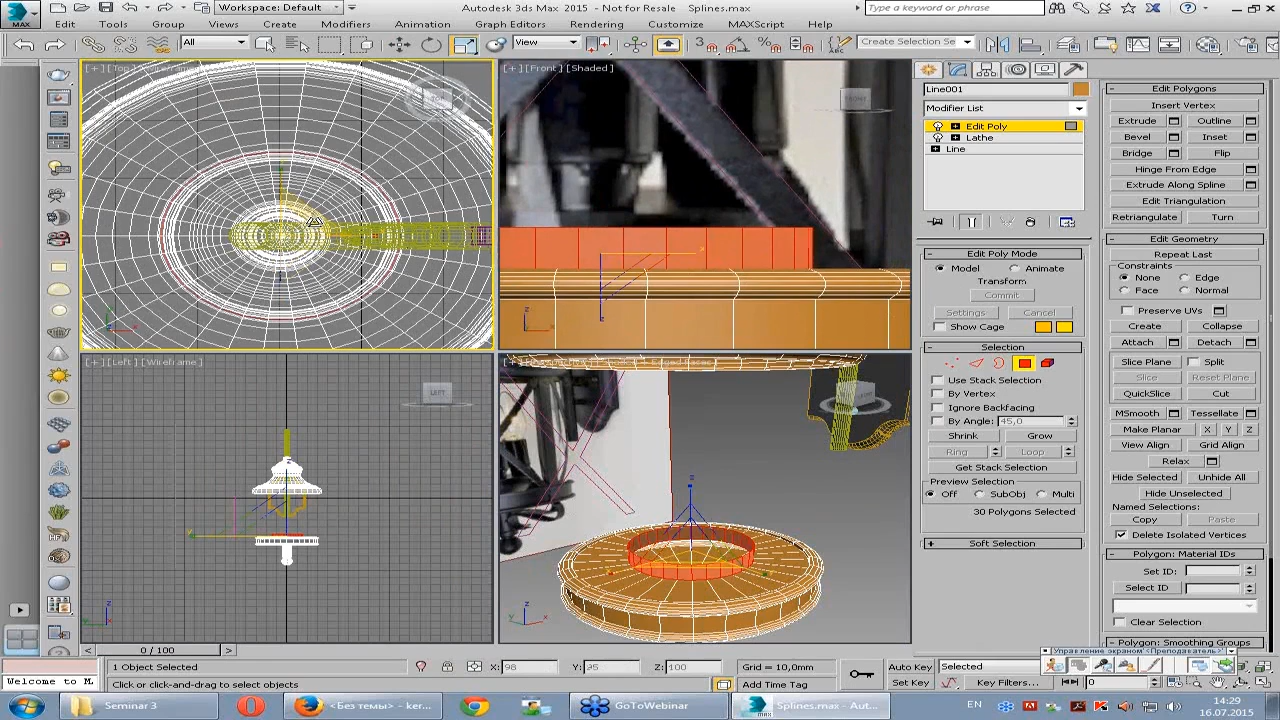 MAX
Workspace: Default
Autodesk 3ds Max 2015 - Not for Resale
Splines.max
Type a keyword or phrase
Edit
Create
Modifiers
Animation
Graph Editors
Rendering
Customize
MAXScript
Help
All
View
Create Selection Se
[+][Front][Shaded]
FRONT
[+][Left][Wireframe]
LEFT
Line001
Modifier List
Edit Poly
Lathe
Line
Edit Poly Mode
Model
Animate
Transform
Commit
Settings
Cancel
Show Cage
Selection
Use Stack Selection
By Vertex
Ignore Backfacing
By Angle:
45,0
Shrink
Grow
Ring
Loop
Get Stack Selection
Preview Selection
Off
SubObj
Multi
30 Polygons Selected
Soft Selection
Edit Polygons
Insert Vertex
Extrude
Outline
Bevel
Inset
Bridge
Flip
Hinge From Edge
Extrude Along Spline
Edit Triangulation
Retriangulate
Turn
Edit Geometry
Repeat Last
Constraints
None
Edge
Face
Normal
Preserve UVs
Create
Collapse
Attach
Detach
Slice Plane
Split
Slice
Reset Plane
QuickSlice
Cut
MSmooth
Tessellate
Make Planar
X
Y
Z
View Align
Grid Align
Relax
Hide Selected
Unhide All
Hide Unselected
Named Selections:
Copy
Paste
Delete Isolated Vertices
Polygon: Material IDs
Set ID:
Select ID
Clear Selection
Polygon: Smoothing Groups
0 / 100
1 Object Selected
X: 98
Y: 95
Z: 100
Grid = 10,0mm
Auto Key
Selected
Welcome to M
Click or click-and-drag to select objects
Add Time Tag
Set Key
Key Filters...
0
Seminar 3
<Без темы> - ker...
GoToWebinar
Splines.max - Aut...
EN
14:29
16.07.2015